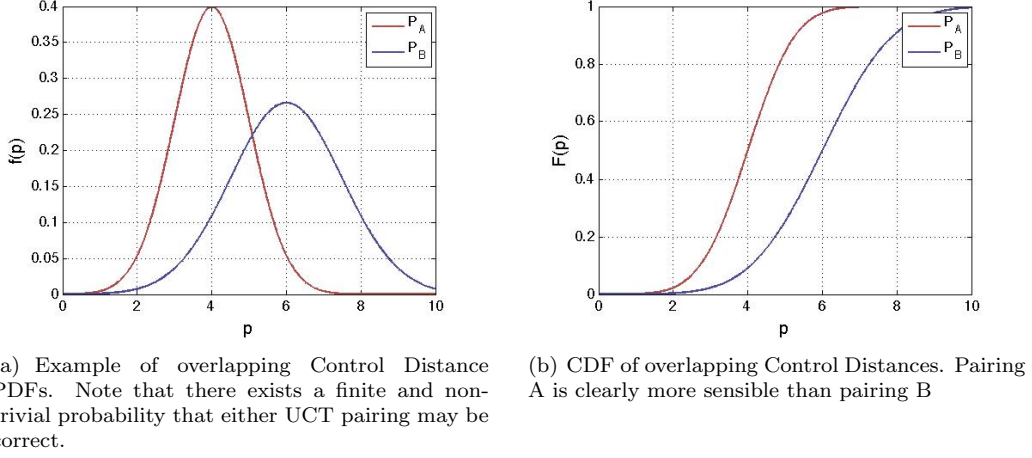 0.4
0.35
0.3
0.25
0.2
0.15
0.1
0.05
0
0 2 4 6 8 10
f(p)
p
P_A
P_B
1
0.8
0.6
0.4
0.2
0
0 2 4 6 8 10
F(p)
p
P_A
P_B
a) Example of overlapping Control Distance
PDFs. Note that there exists a finite and non-
rivial probability that either UCT pairing may be
correct.
(b) CDF of overlapping Control Distances. Pairing
A is clearly more sensible than pairing B